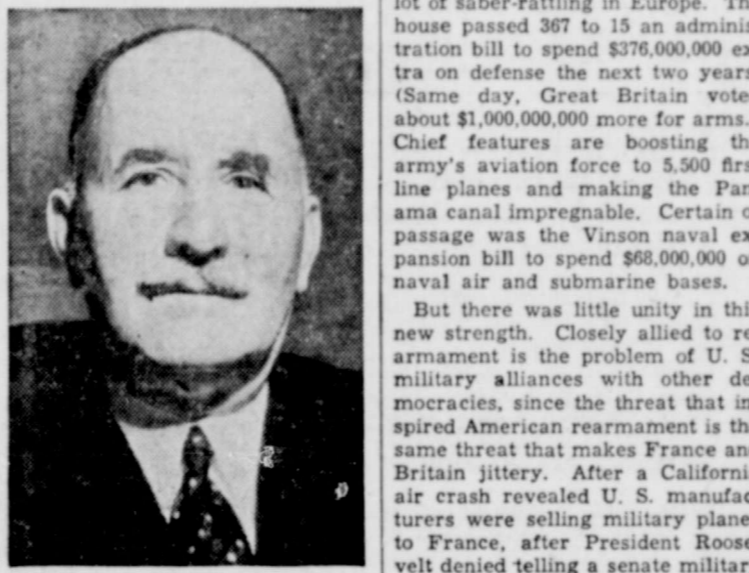 lot of saber-rattling in Europe. Th
house passed 367 to 15 an adminis
tration bill to spend $376,000,000 ex
tra on defense the next two years
(Same day, Great Britain vote
about $1,000,000,000 more for arms.
Chief features are boosting th
army's aviation force to 5,500 firs
line planes and making the Pan
ama canal impregnable. Certain o
passage was the Vinson naval ex
pansion bill to spend $68,000,000 o
naval air and submarine bases.
But there was little unity in thi
new strength. Closely allied to re
armament is the problem of U. S
military alliances with other de
mocracies, since the threat that in
spired American rearmament is th
same threat that makes France an
Britain jittery. After a Californi
air crash revealed U. S. manufac
turers were selling military plane
to France, after President Roose
velt denied telling a senate militar